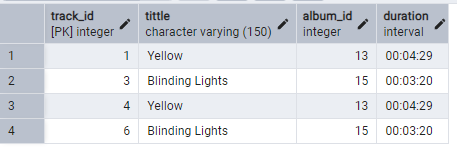 track_id tittle album_id duration
[PK] integer character varying (150) integer interval
1 1 Yellow 13 00:04:29
2 3 Blinding Lights 15 00:03:20
3 4 Yellow 13 00:04:29
4 6 Blinding Lights 15 00:03:20